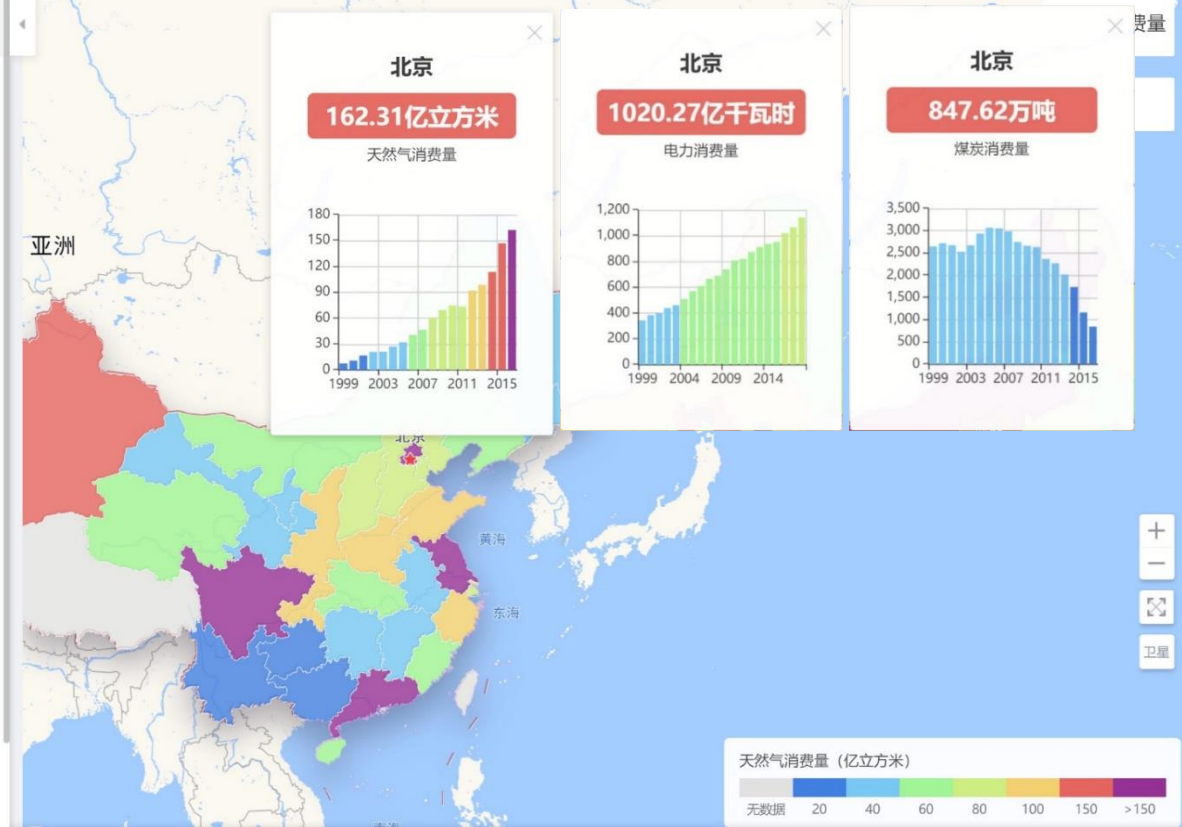 费量
北京
162.31亿立方米
天然气消费量
180
150
120
90
60
30
0
1999 2003 2007 2011 2015
北京
1020.27亿千瓦时
电力消费量
1,200
1,000
800
600
400
200
0
1999 2004 2009 2014
北京
847.62万吨
煤炭消费量
3,500
3,000
2,500
2,000
1,500
1,000
500
0
1999 2003 2007 2011 2015
亚洲
北京
黄海
东海
卫星
天然气消费量（亿立方米）
无数据 20 40 60 80 100 150 >150